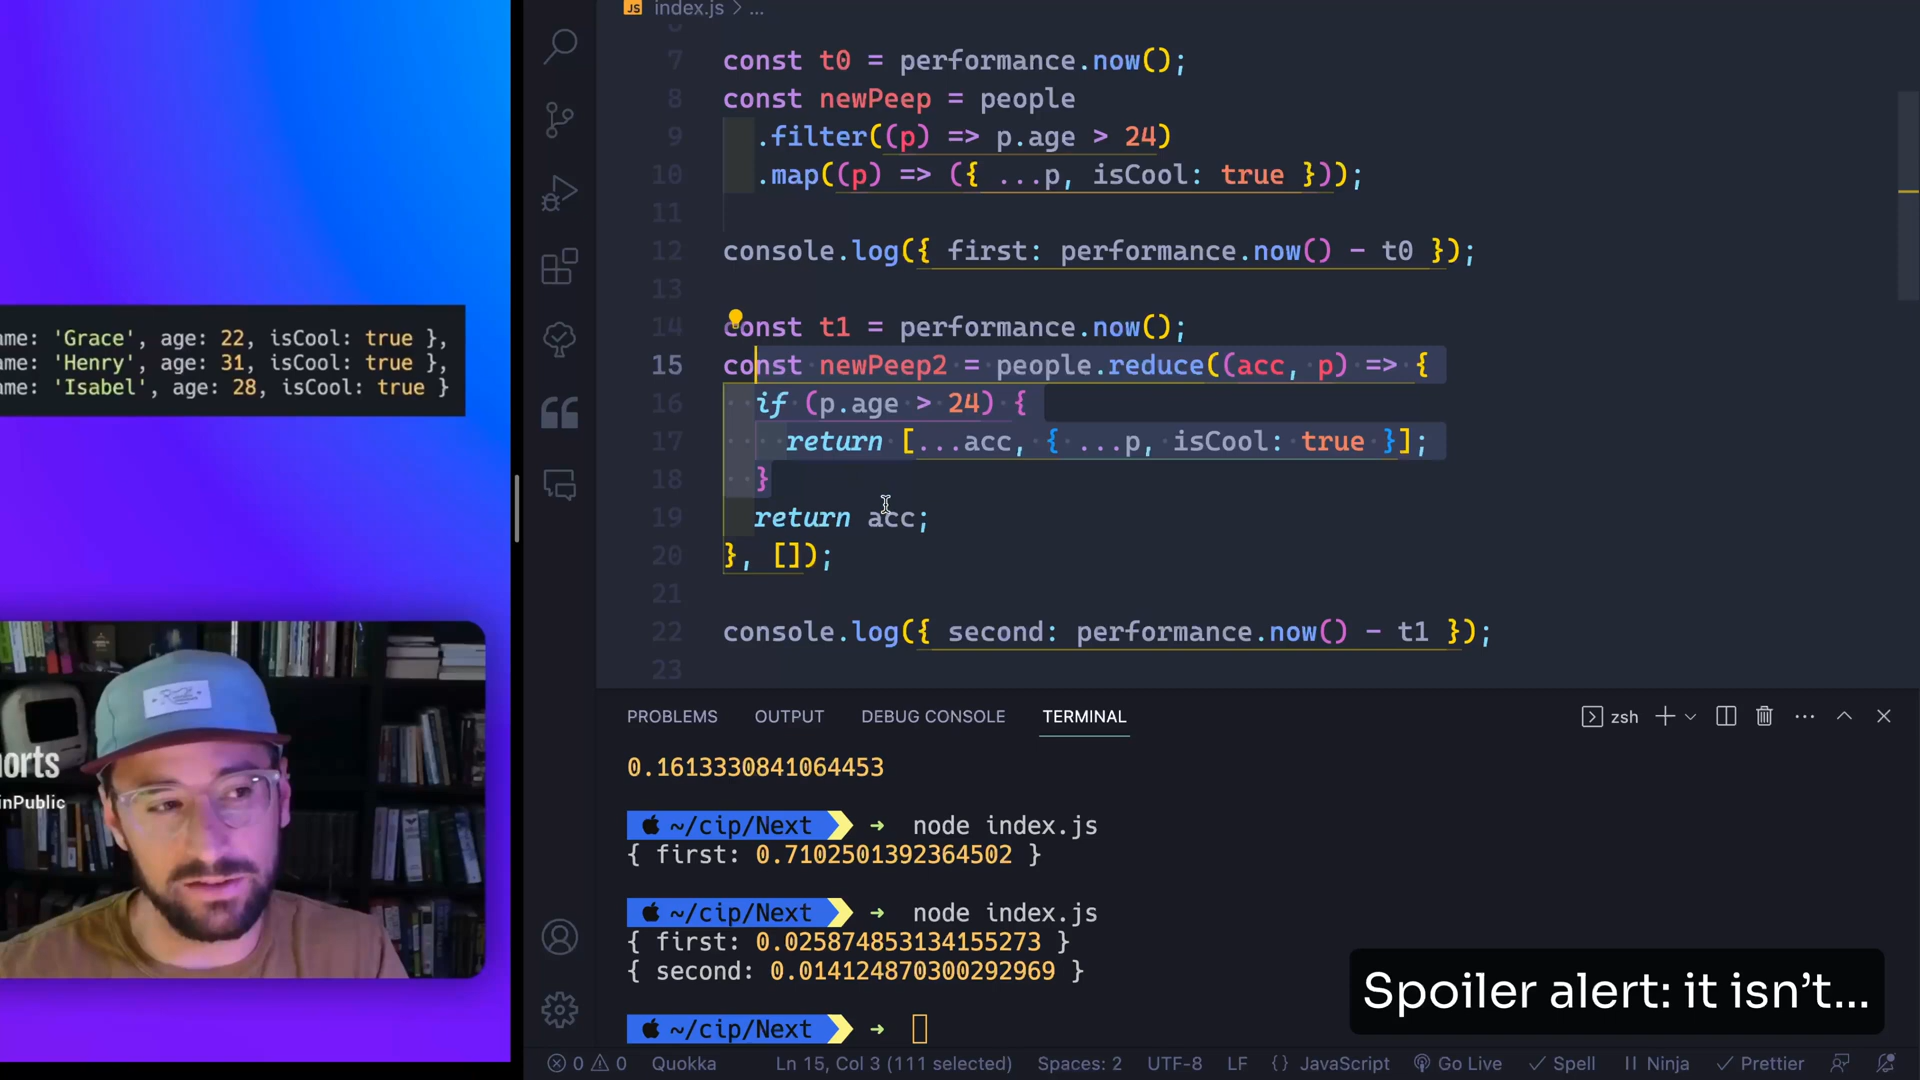 JS index.js > ...
6
7 const t0 = performance.now();
8 const newPeep = people
9 .filter((p) => p.age > 24)
10 .map((p) => ({ ...p, isCool: true }));
11
12 console.log({ first: performance.now() - t0 });
13
14 const t1 = performance.now();
15 const newPeep2 = people.reduce((acc, p) => {
16 if (p.age > 24) {
17 return [...acc, { ...p, isCool: true }];
18 }
19 return acc;
20 }, []);
21
22 console.log({ second: performance.now() - t1 });
23
ame: 'Grace', age: 22, isCool: true },
ame: 'Henry', age: 31, isCool: true },
ame: 'Isabel', age: 28, isCool: true }
orts
inPublic
PROBLEMS OUTPUT DEBUG CONSOLE TERMINAL zsh
0.1613330841064453
~/cip/Next → node index.js
{ first: 0.7102501392364502 }
~/cip/Next → node index.js
{ first: 0.025874853134155273 }
{ second: 0.014124870300292969 }
~/cip/Next →
Spoiler alert: it isn't...
0 0 Quokka Ln 15, Col 3 (111 selected) Spaces: 2 UTF-8 LF {} JavaScript Go Live Spell Ninja Prettier